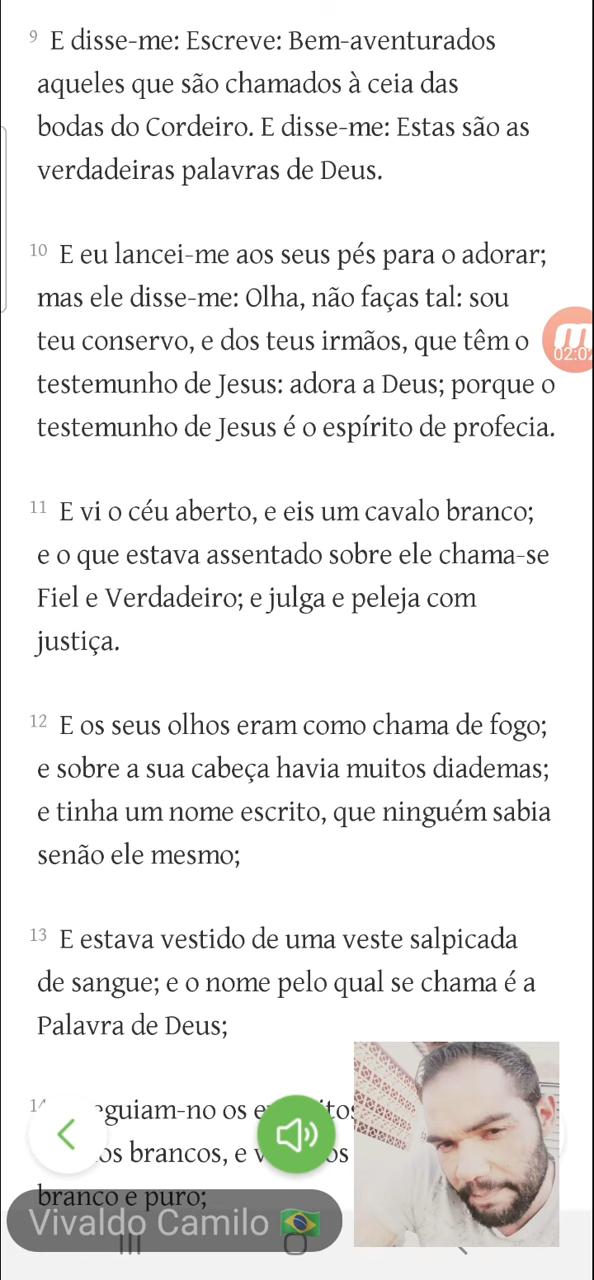 9 E disse-me: Escreve: Bem-aventurados
aqueles que são chamados à ceia das
bodas do Cordeiro. E disse-me: Estas são as
verdadeiras palavras de Deus.
10 E eu lancei-me aos seus pés para o adorar;
mas ele disse-me: Olha, não faças tal: sou
teu conservo, e dos teus irmãos, que têm o
testemunho de Jesus: adora a Deus; porque o
testemunho de Jesus é o espírito de profecia.
02:02
11 E vi o céu aberto, e eis um cavalo branco;
e o que estava assentado sobre ele chama-se
Fiel e Verdadeiro; e julga e peleja com
justiça.
12 E os seus olhos eram como chama de fogo;
e sobre a sua cabeça havia muitos diademas;
e tinha um nome escrito, que ninguém sabia
senão ele mesmo;
13 E estava vestido de uma veste salpicada
de sangue; e o nome pelo qual se chama é a
Palavra de Deus;
eguiam-no os
brancos, e
branco e puro;
Vivaldo Camilo